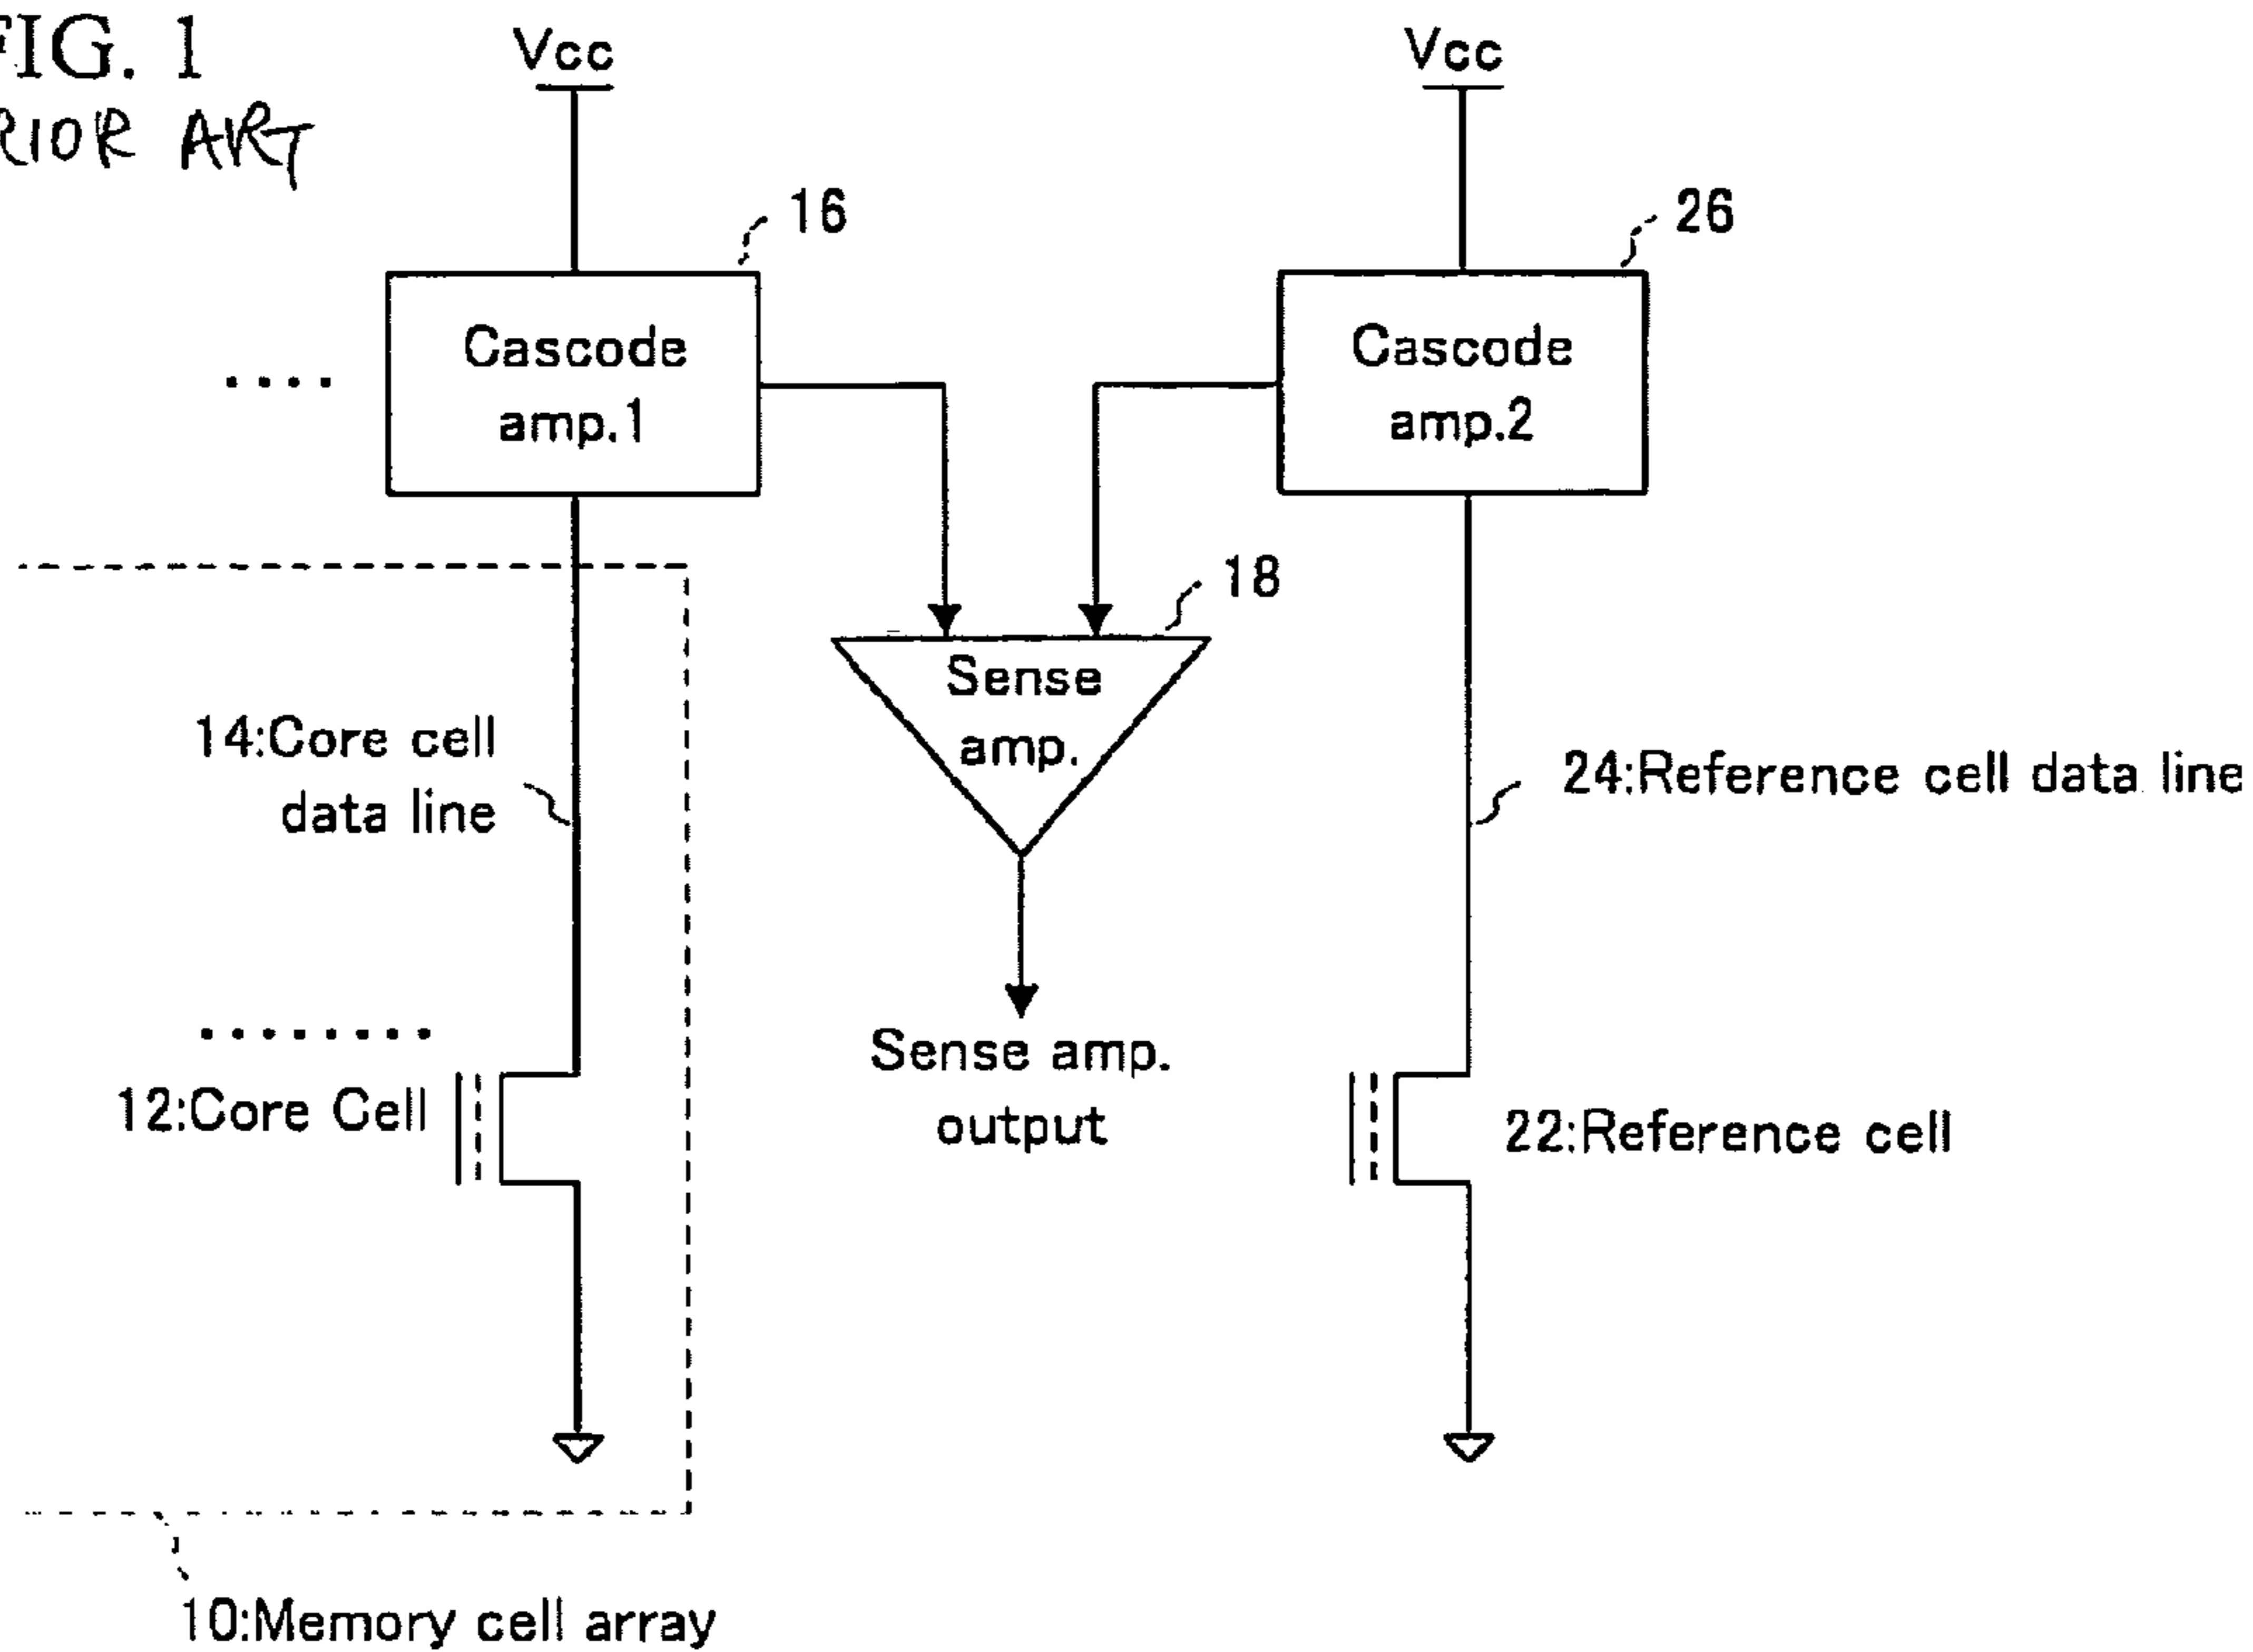 FIG. 1
PRIOR ART
Vcc
Vcc
16
26
Cascode
amp.1
Cascode
amp.2
18
Sense
amp.
14:Core cell
data line
24:Reference cell data line
Sense amp.
output
12:Core Cell
22:Reference cell
10:Memory cell array